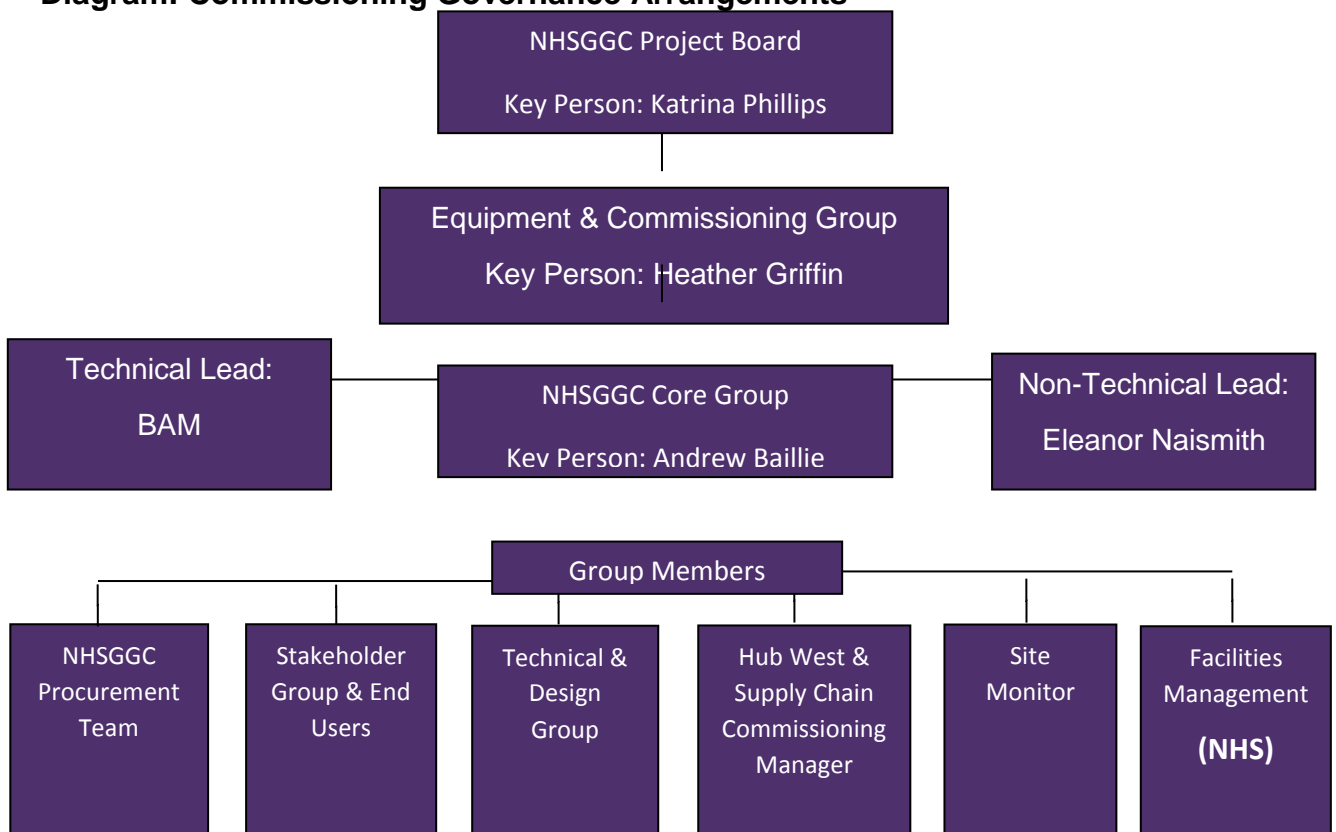 Diagram: Commissioning Governance Arrangements
NHSGGC Project Board
Key Person: Katrina Phillips
Equipment & Commissioning Group
Key Person: Heather Griffin
Technical Lead:
BAM
NHSGGC Core Group
Key Person: Andrew Baillie
Non-Technical Lead:
Eleanor Naismith
Group Members
NHSGGC
Procurement
Team
Stakeholder
Group & End
Users
Technical &
Design
Group
Hub West &
Supply Chain
Commissioning
Manager
Site
Monitor
Facilities
Management
(NHS)